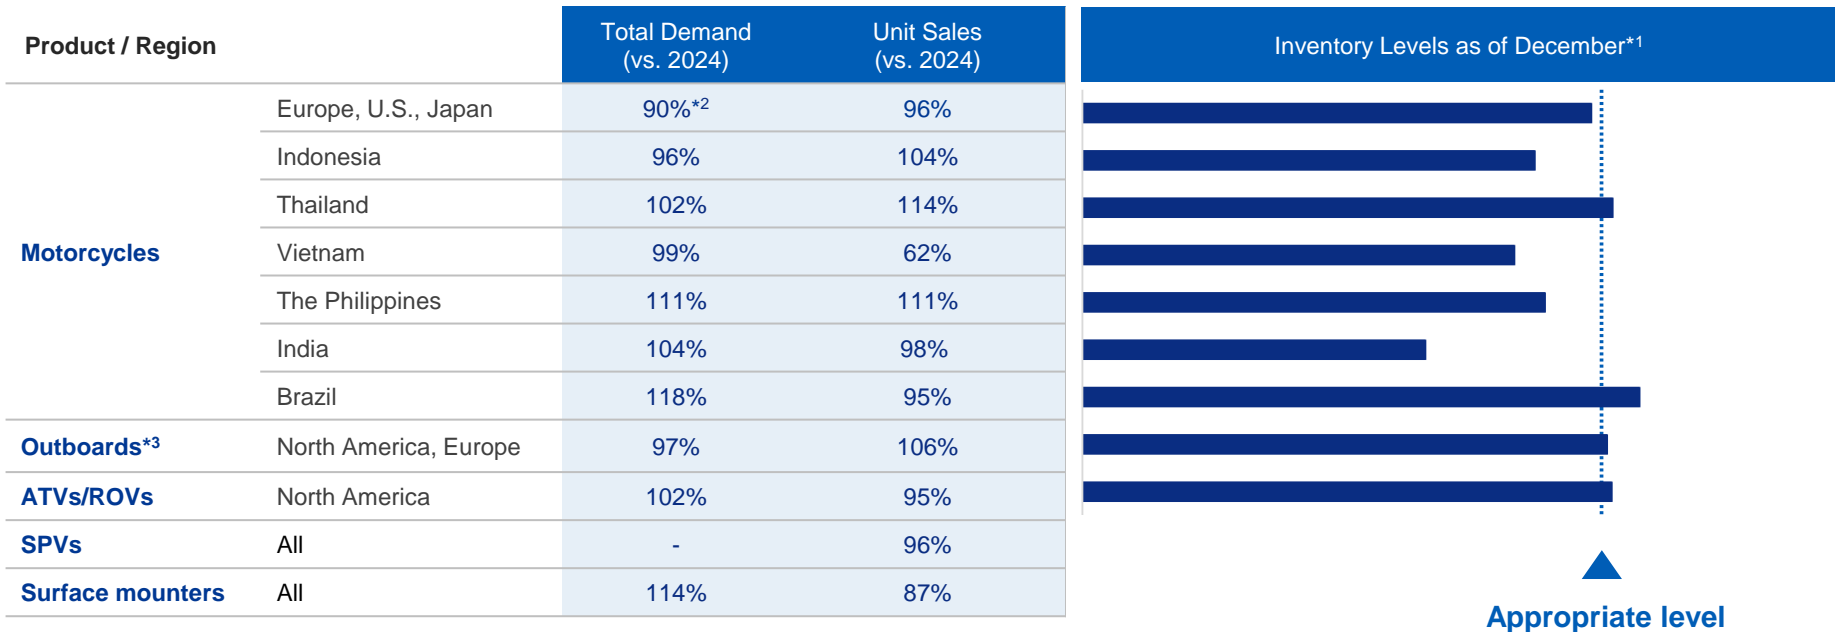 Product / Region
Total Demand
(vs. 2024)
Unit Sales
(vs. 2024)
Inventory Levels as of December*1
Motorcycles
Europe, U.S., Japan 90%*2 96%
Indonesia 96% 104%
Thailand 102% 114%
Vietnam 99% 62%
The Philippines 111% 111%
India 104% 98%
Brazil 118% 95%
Outboards*3 North America, Europe 97% 106%
ATVs/ROVs North America 102% 95%
SPVs All - 96%
Surface mounters All 114% 87%
Appropriate level